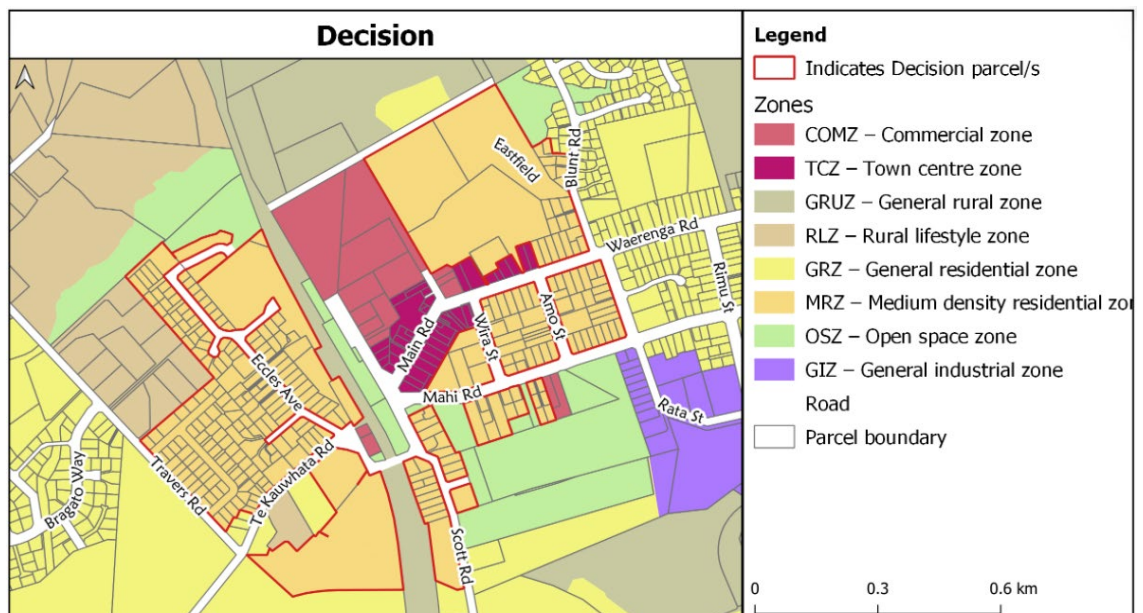 Decision
Eastfield
Blunt Rd
Waerenga Rd
Rimu St
Main Rd
Wira St
Amo St
Eccles Ave
Mahi Rd
Rata St
Te Kauwhata Rd
Travers Rd
Bragato Way
Scott Rd
Legend
Indicates Decision parcel/s
Zones
COMZ – Commercial zone
TCZ – Town centre zone
GRUZ – General rural zone
RLZ – Rural lifestyle zone
GRZ – General residential zone
MRZ – Medium density residential zo
OSZ – Open space zone
GIZ – General industrial zone
Road
Parcel boundary
0 0.3 0.6 km